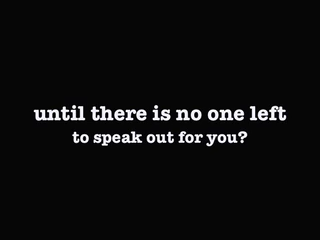 until there is no one left
to speak out for you?